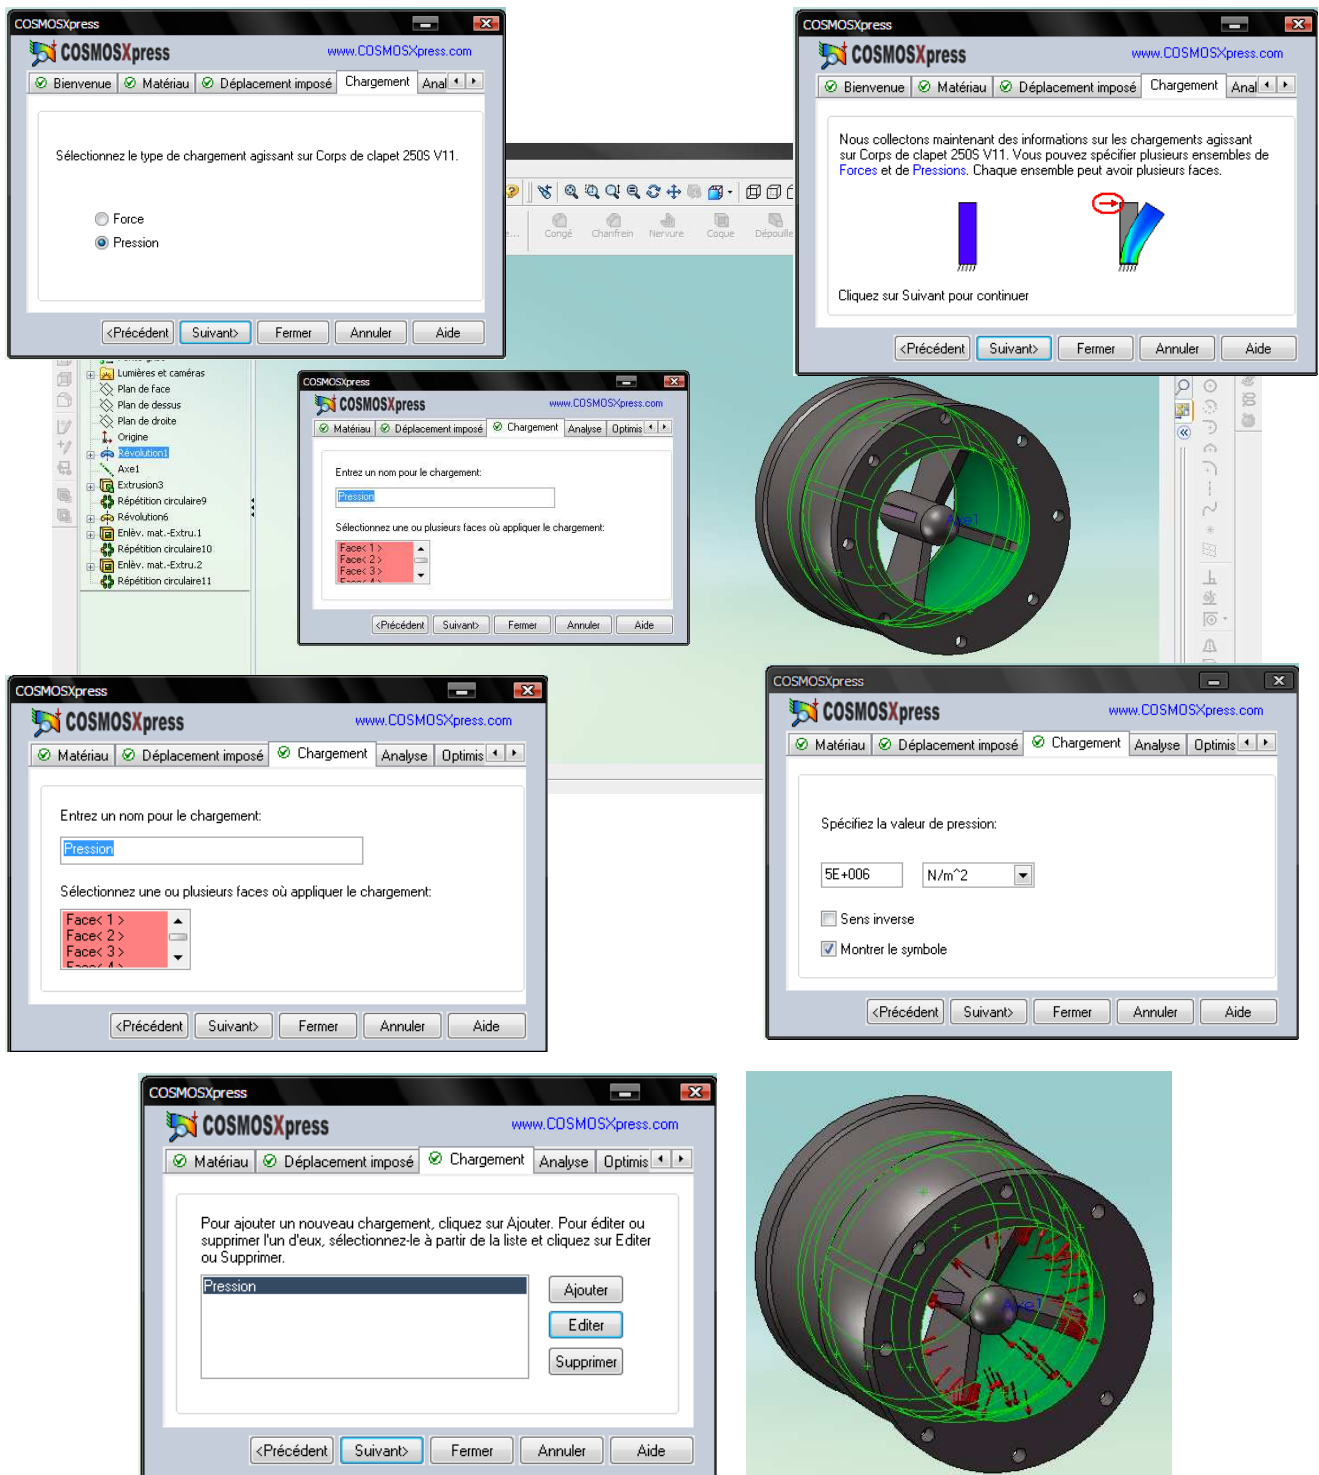 COSMOSXpress
COSMOSXpress
www.COSMOSXpress.com
Bienvenue
Matériau
Déplacement imposé
Chargement
Anal
Sélectionnez le type de chargement agissant sur Corps de clapet 250S V11.
Force
Pression
<Précédent
Suivant>
Fermer
Annuler
Aide
COSMOSXpress
COSMOSXpress
www.COSMOSXpress.com
Bienvenue
Matériau
Déplacement imposé
Chargement
Anal
Nous collectons maintenant des informations sur les chargements agissant
sur Corps de clapet 250S V11. Vous pouvez spécifier plusieurs ensembles de
Forces et de Pressions. Chaque ensemble peut avoir plusieurs faces.
Cliquez sur Suivant pour continuer
<Précédent
Suivant>
Fermer
Annuler
Aide
Congé
Chanfrein
Nervure
Coque
Dépouille
Lumières et caméras
Plan de face
Plan de dessus
Plan de droite
Origine
Révolution1
Axe1
Extrusion3
Répétition circulaire9
Révolution6
Enlèv. mat.-Extru.1
Répétition circulaire10
Enlèv. mat.-Extru.2
Répétition circulaire11
COSMOSXpress
COSMOSXpress
www.COSMOSXpress.com
Matériau
Déplacement imposé
Chargement
Analyse
Optimis
Entrez un nom pour le chargement:
Pression
Sélectionnez une ou plusieurs faces où appliquer le chargement:
Face< 1 >
Face< 2 >
Face< 3 >
<Précédent
Suivant>
Fermer
Annuler
Aide
Axe1
COSMOSXpress
COSMOSXpress
www.COSMOSXpress.com
Matériau
Déplacement imposé
Chargement
Analyse
Optimis
Entrez un nom pour le chargement:
Pression
Sélectionnez une ou plusieurs faces où appliquer le chargement:
Face< 1 >
Face< 2 >
Face< 3 >
<Précédent
Suivant>
Fermer
Annuler
Aide
COSMOSXpress
COSMOSXpress
www.COSMOSXpress.com
Matériau
Déplacement imposé
Chargement
Analyse
Optimis
Spécifiez la valeur de pression:
5E+006
N/m^2
Sens inverse
Montrer le symbole
<Précédent
Suivant>
Fermer
Annuler
Aide
COSMOSXpress
COSMOSXpress
www.COSMOSXpress.com
Matériau
Déplacement imposé
Chargement
Analyse
Optimis
Pour ajouter un nouveau chargement, cliquez sur Ajouter. Pour éditer ou
supprimer l'un d'eux, sélectionnez-le à partir de la liste et cliquez sur Editer
ou Supprimer.
Pression
Ajouter
Editer
Supprimer
<Précédent
Suivant>
Fermer
Annuler
Aide
Axe1